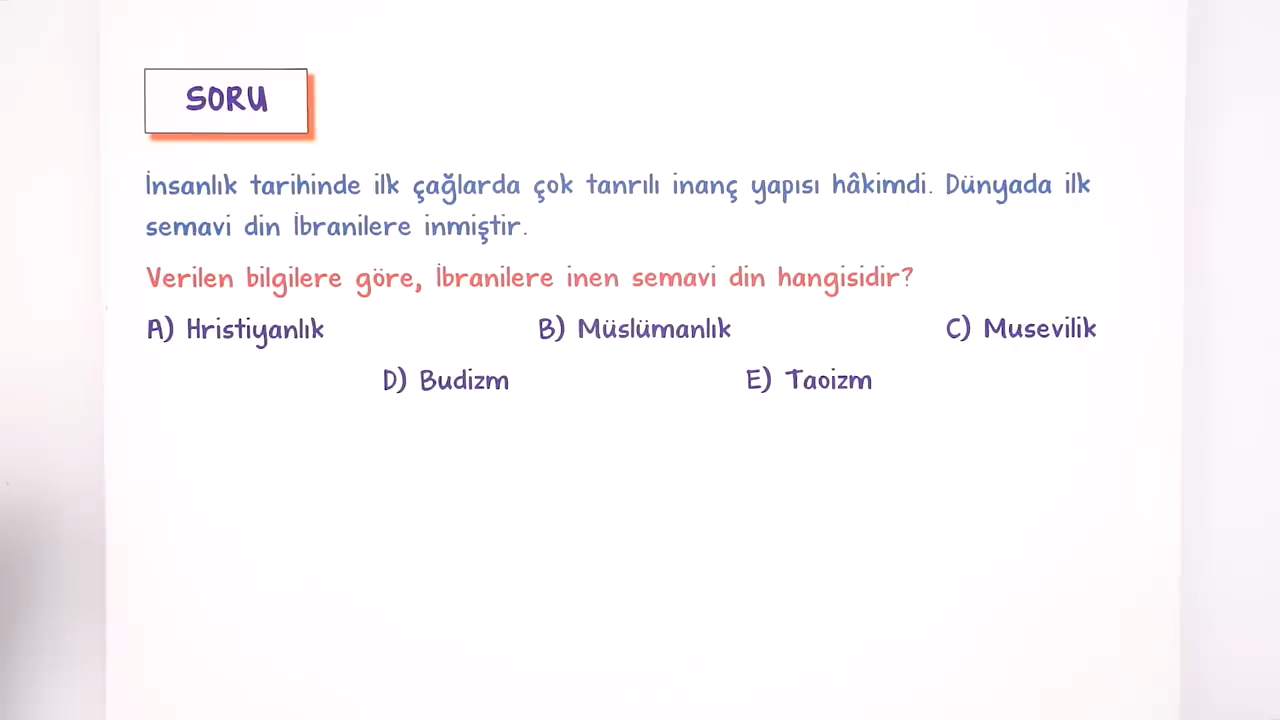 SORU
İnsanlık tarihinde ilk çağlarda çok tanrılı inanç yapısı hâkimdi. Dünyada ilk
semavi din İbranilere inmiştir.
Verilen bilgilere göre, İbranilere inen semavi din hangisidir?
A) Hristiyanlık B) Müslümanlık C) Musevilik
D) Budizm E) Taoizm